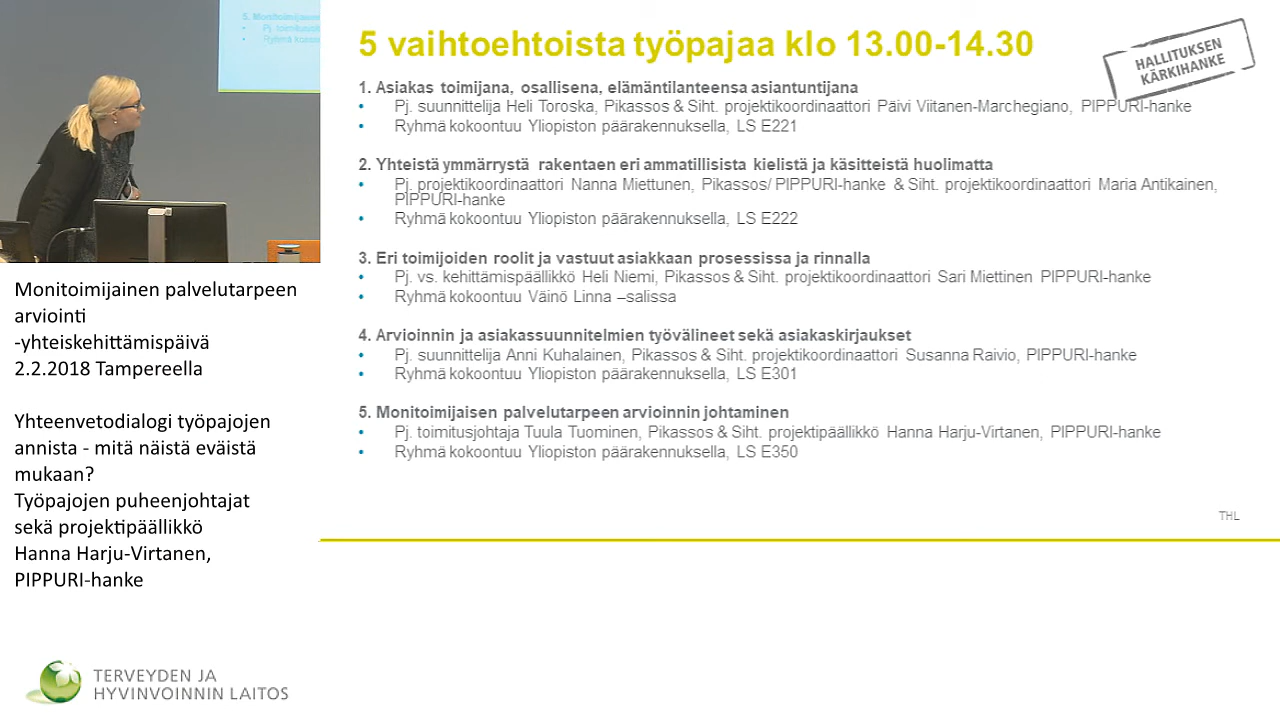 5. Monitoimijaisen
Pj. toimitusjoht
Ryhmä kokoon
Monitoimijainen palvelutarpeen
arviointi
-yhteiskehittämispäivä
2.2.2018 Tampereella
Yhteenvetodialogi työpajojen
annista - mitä näistä eväistä
mukaan?
Työpajojen puheenjohtajat
sekä projektipäällikkö
Hanna Harju-Virtanen,
PIPPURI-hanke
TERVEYDEN JA
HYVINVOINNIN LAITOS
5 vaihtoehtoista työpajaa klo 13.00-14.30
HALLITUKSEN
KÄRKIHANKE
1. Asiakas toimijana, osallisena, elämäntilanteensa asiantuntijana
• Pj. suunnittelija Heli Toroska, Pikassos & Siht. projektikoordinaattori Päivi Viitanen-Marchegiano, PIPPURI-hanke
• Ryhmä kokoontuu Yliopiston päärakennuksella, LS E221
2. Yhteistä ymmärrystä rakentaen eri ammatillisista kielistä ja käsitteistä huolimatta
• Pj. projektikoordinaattori Nanna Miettunen, Pikassos/ PIPPURI-hanke & Siht. projektikoordinaattori Maria Antikainen,
PIPPURI-hanke
• Ryhmä kokoontuu Yliopiston päärakennuksella, LS E222
3. Eri toimijoiden roolit ja vastuut asiakkaan prosessissa ja rinnalla
• Pj. vs. kehittämispäällikkö Heli Niemi, Pikassos & Siht. projektikoordinaattori Sari Miettinen PIPPURI-hanke
• Ryhmä kokoontuu Väinö Linna –salissa
4. Arvioinnin ja asiakassuunnitelmien työvälineet sekä asiakaskirjaukset
• Pj. suunnittelija Anni Kuhalainen, Pikassos & Siht. projektikoordinaattori Susanna Raivio, PIPPURI-hanke
• Ryhmä kokoontuu Yliopiston päärakennuksella, LS E301
5. Monitoimijaisen palvelutarpeen arvioinnin johtaminen
• Pj. toimitusjohtaja Tuula Tuominen, Pikassos & Siht. projektipäällikkö Hanna Harju-Virtanen, PIPPURI-hanke
• Ryhmä kokoontuu Yliopiston päärakennuksella, LS E350
THL